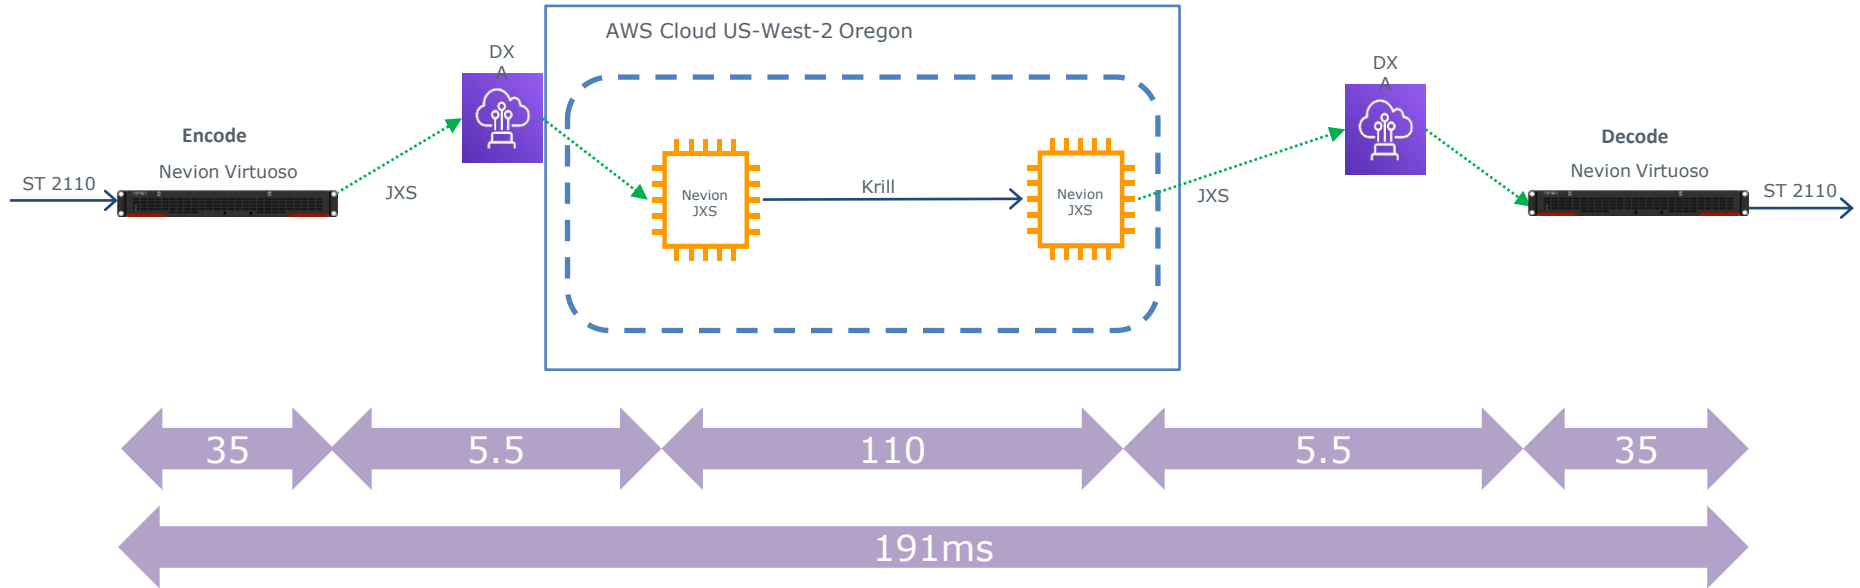 AWS Cloud US-West-2 Oregon
DX
A
DX
A
Encode
Nevion Virtuoso
ST 2110
JXS
Nevion
JXS
Krill
Nevion
JXS
JXS
Decode
Nevion Virtuoso
ST 2110
35
5.5
110
5.5
35
191ms